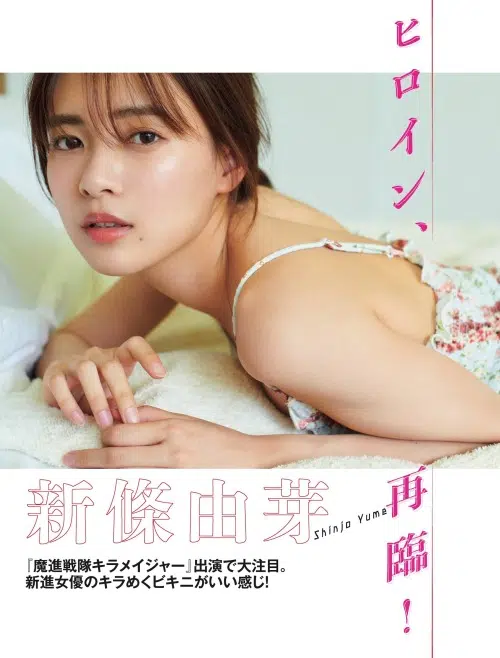 ヒロイン、再臨!
新條由芽
Shinjo Yume
『魔進戦隊キラメイジャー』出演で大注目。
新進女優のキラめくビキニがいい感じ!